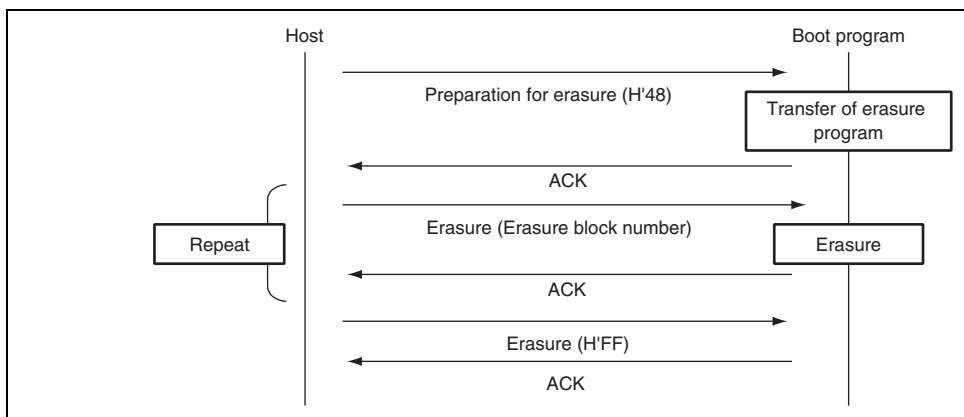 Host
Boot program
Preparation for erasure (H'48)
Transfer of erasure
program
ACK
Repeat
Erasure (Erasure block number)
Erasure
ACK
Erasure (H'FF)
ACK